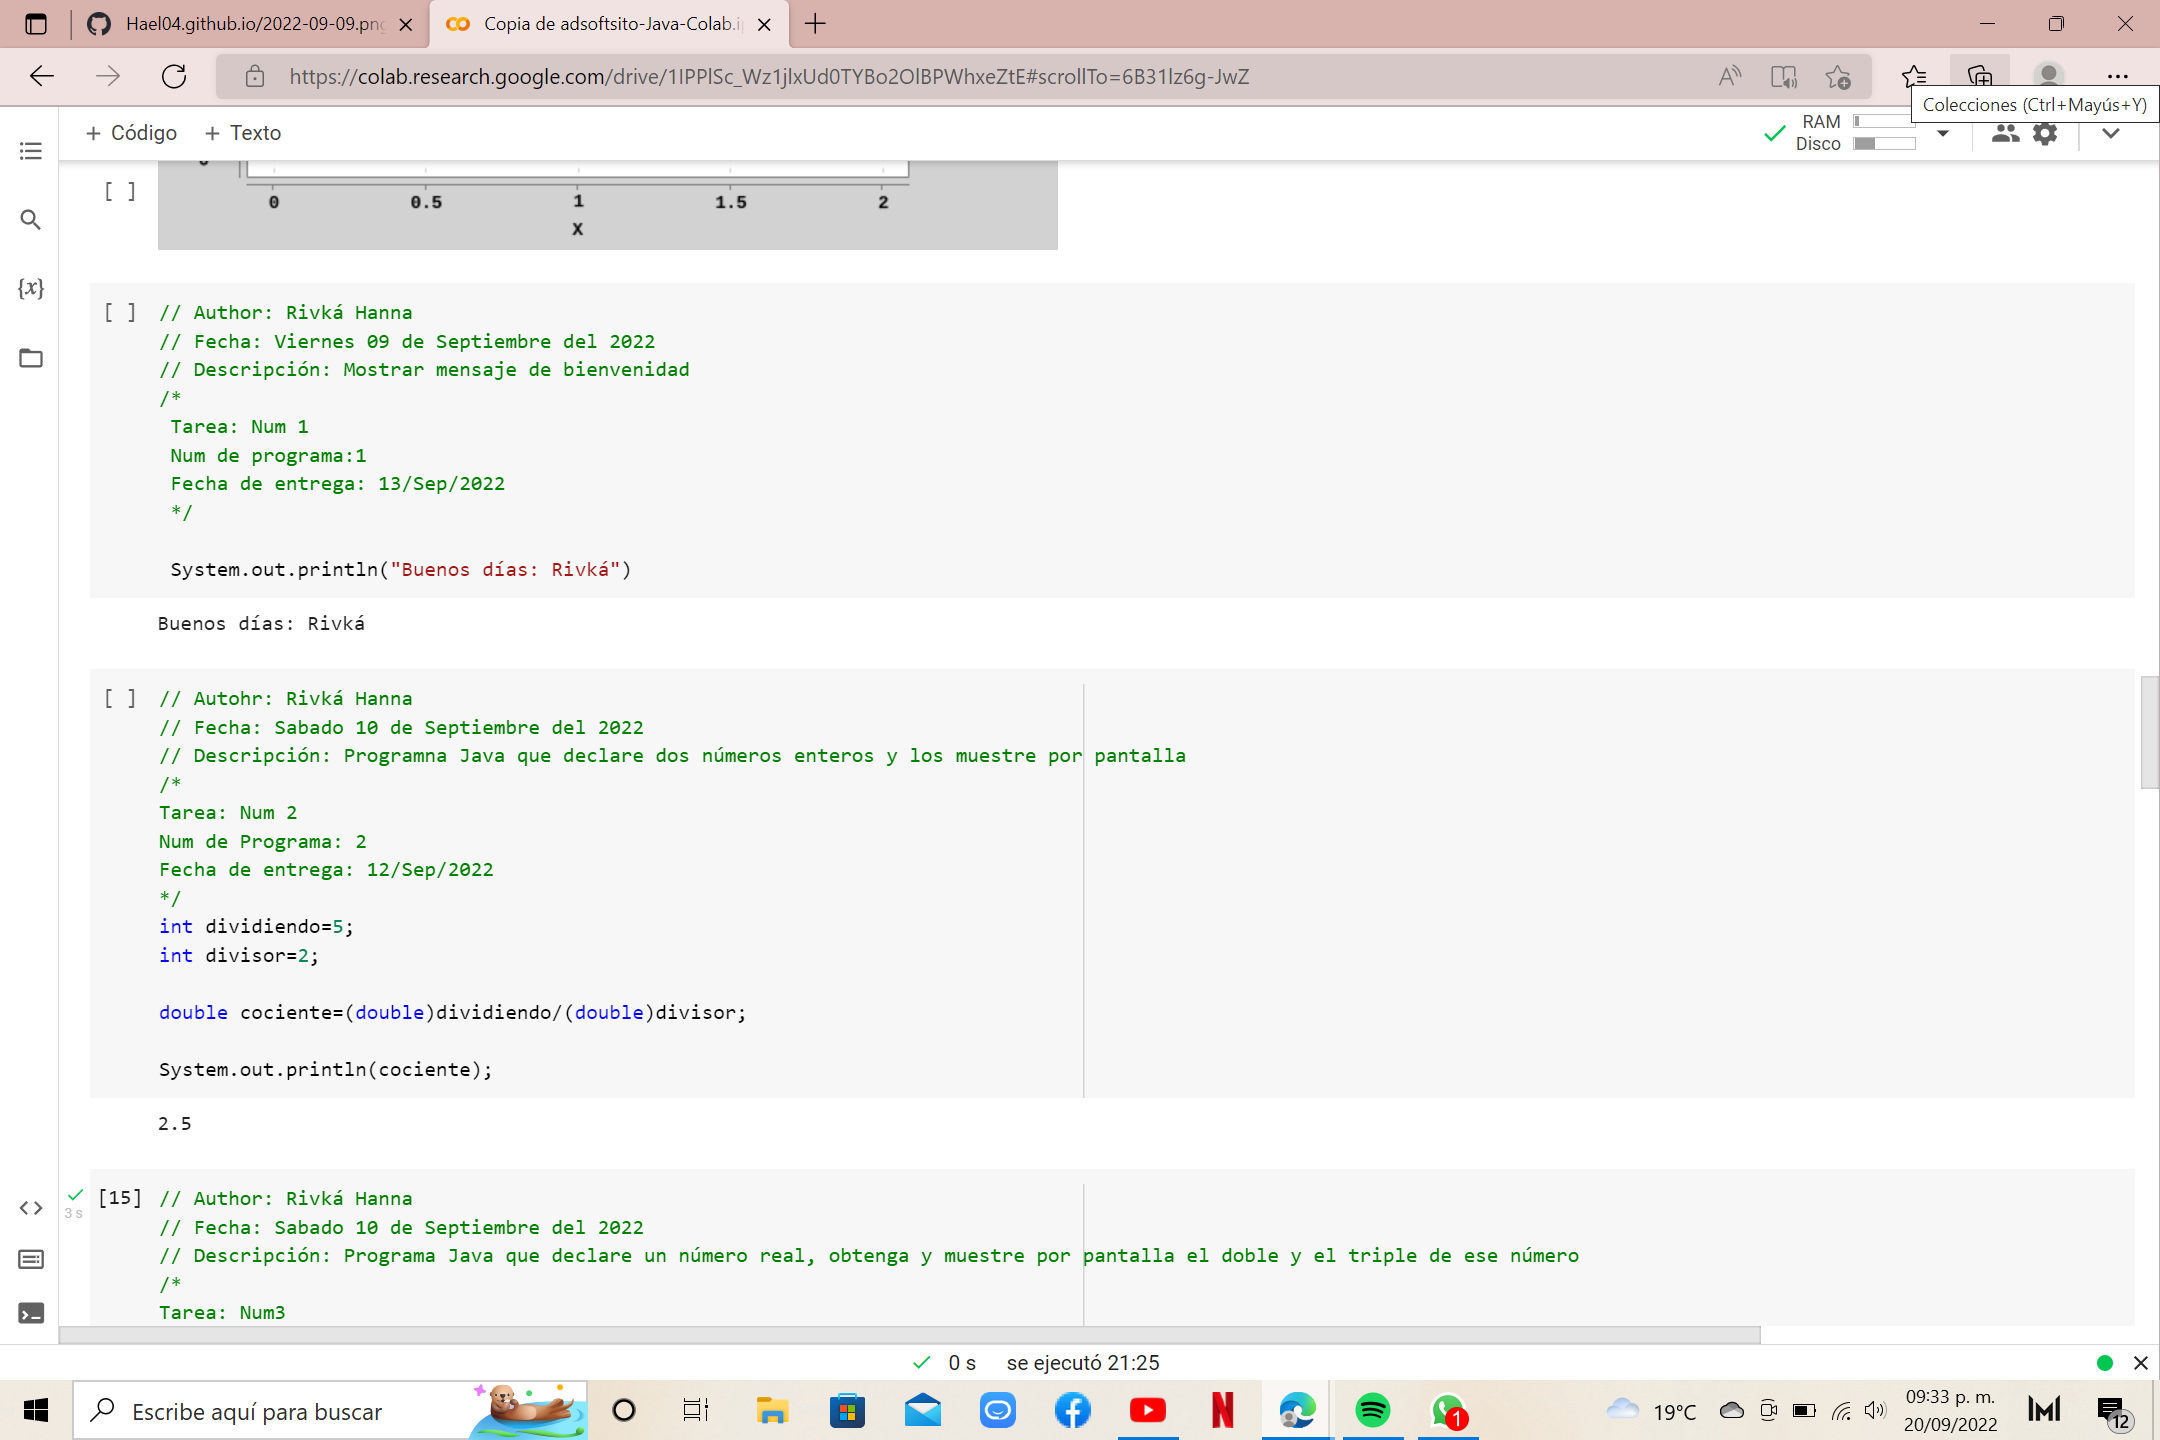 Hael04.github.io/2022-09-09.png
Copia de adsoftsito-Java-Colab.i
https://colab.research.google.com/drive/1IPPlSc_Wz1jlxUd0TYBo2OlBPWhxeZtE#scrollTo=6B31lz6g-JwZ
Colecciones (Ctrl+Mayús+Y)
+ Código + Texto
RAM
Disco
[ ]
0 0.5 1 1.5 2
X
{x}
[ ] // Author: Rivká Hanna
// Fecha: Viernes 09 de Septiembre del 2022
// Descripción: Mostrar mensaje de bienvenidad
/*
Tarea: Num 1
Num de programa:1
Fecha de entrega: 13/Sep/2022
*/
System.out.println("Buenos días: Rivká")
Buenos días: Rivká
[ ] // Autohr: Rivká Hanna
// Fecha: Sabado 10 de Septiembre del 2022
// Descripción: Programna Java que declare dos números enteros y los muestre por pantalla
/*
Tarea: Num 2
Num de Programa: 2
Fecha de entrega: 12/Sep/2022
*/
int dividiendo=5;
int divisor=2;
double cociente=(double)dividiendo/(double)divisor;
System.out.println(cociente);
2.5
[15] // Author: Rivká Hanna
3 s
// Fecha: Sabado 10 de Septiembre del 2022
// Descripción: Programa Java que declare un número real, obtenga y muestre por pantalla el doble y el triple de ese número
/*
Tarea: Num3
0 s se ejecutó 21:25
Escribe aquí para buscar
1
19°C
09:33 p. m.
20/09/2022
12